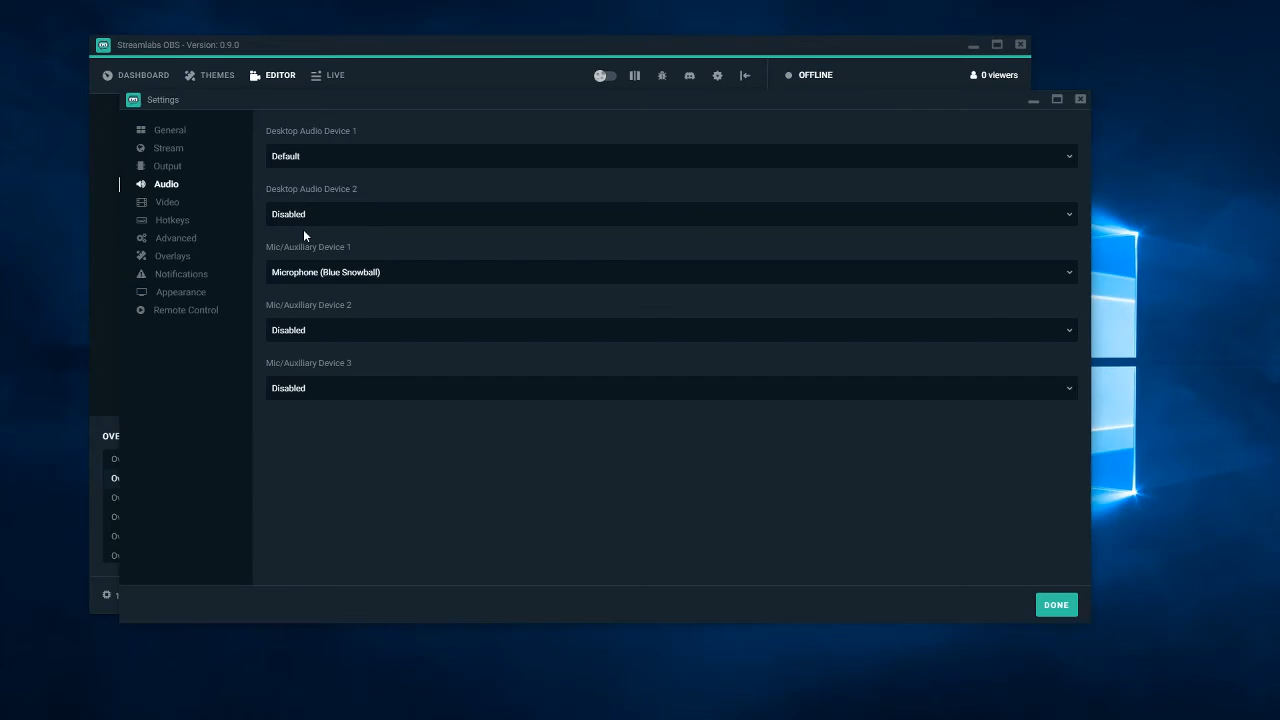 Streamlabs OBS - Version: 0.9.0
DASHBOARD THEMES EDITOR LIVE OFFLINE 0 viewers
Settings
General
Stream
Output
Audio
Video
Hotkeys
Advanced
Overlays
Notifications
Appearance
Remote Control
Desktop Audio Device 1
Default
Desktop Audio Device 2
Disabled
Mic/Auxiliary Device 1
Microphone (Blue Snowball)
Mic/Auxiliary Device 2
Disabled
Mic/Auxiliary Device 3
Disabled
DONE